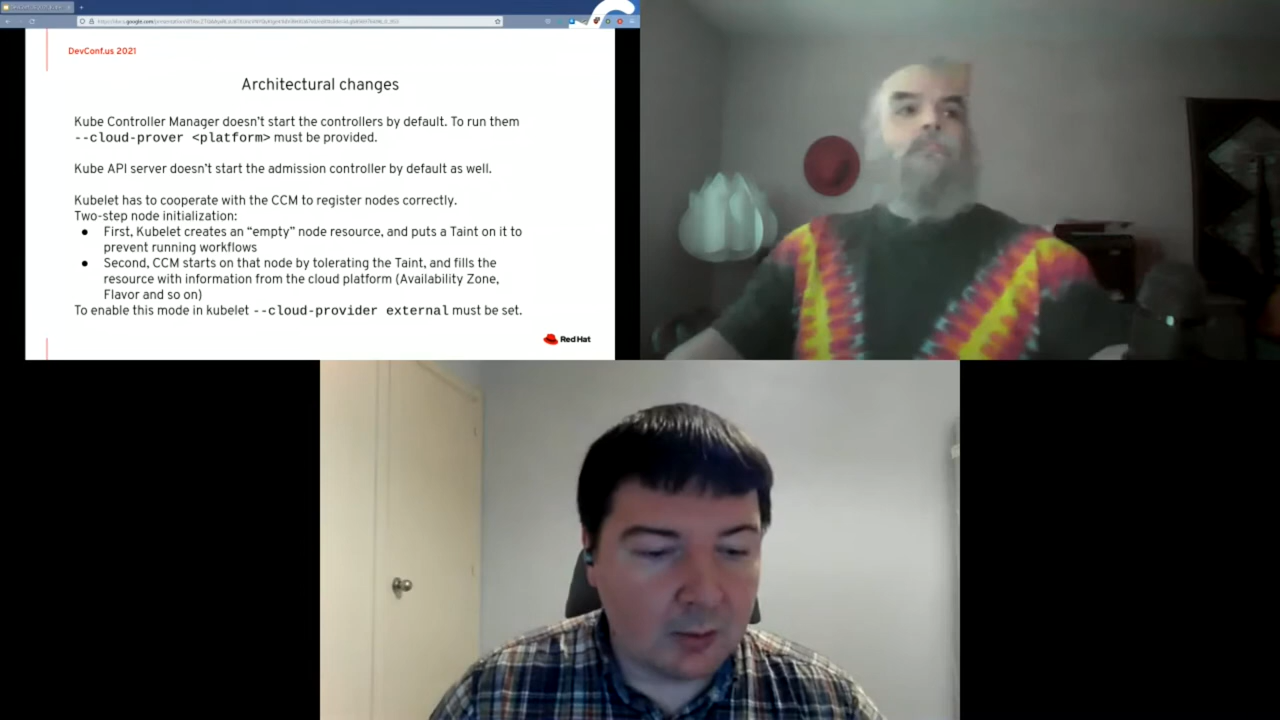 DevConf.us 2021
Architectural changes
Kube Controller Manager doesn't start the controllers by default. To run them
--cloud-prover <platform> must be provided.
Kube API server doesn't start the admission controller by default as well.
Kubelet has to cooperate with the CCM to register nodes correctly.
Two-step node initialization:
● First, Kubelet creates an “empty” node resource, and puts a Taint on it to
prevent running workflows
● Second, CCM starts on that node by tolerating the Taint, and fills the
resource with information from the cloud platform (Availability Zone,
Flavor and so on)
To enable this mode in kubelet --cloud-provider external must be set.
Red Hat